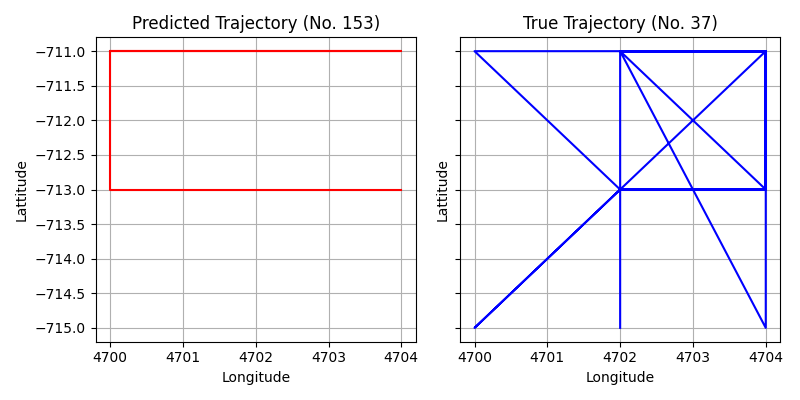 Predicted Trajectory (No. 153)
True Trajectory (No. 37)
−711.0
−711.5
−712.0
−712.5
−713.0
−713.5
−714.0
−714.5
−715.0
Lattitude
Lattitude
4700 4701 4702 4703 4704
4700 4701 4702 4703 4704
Longitude
Longitude